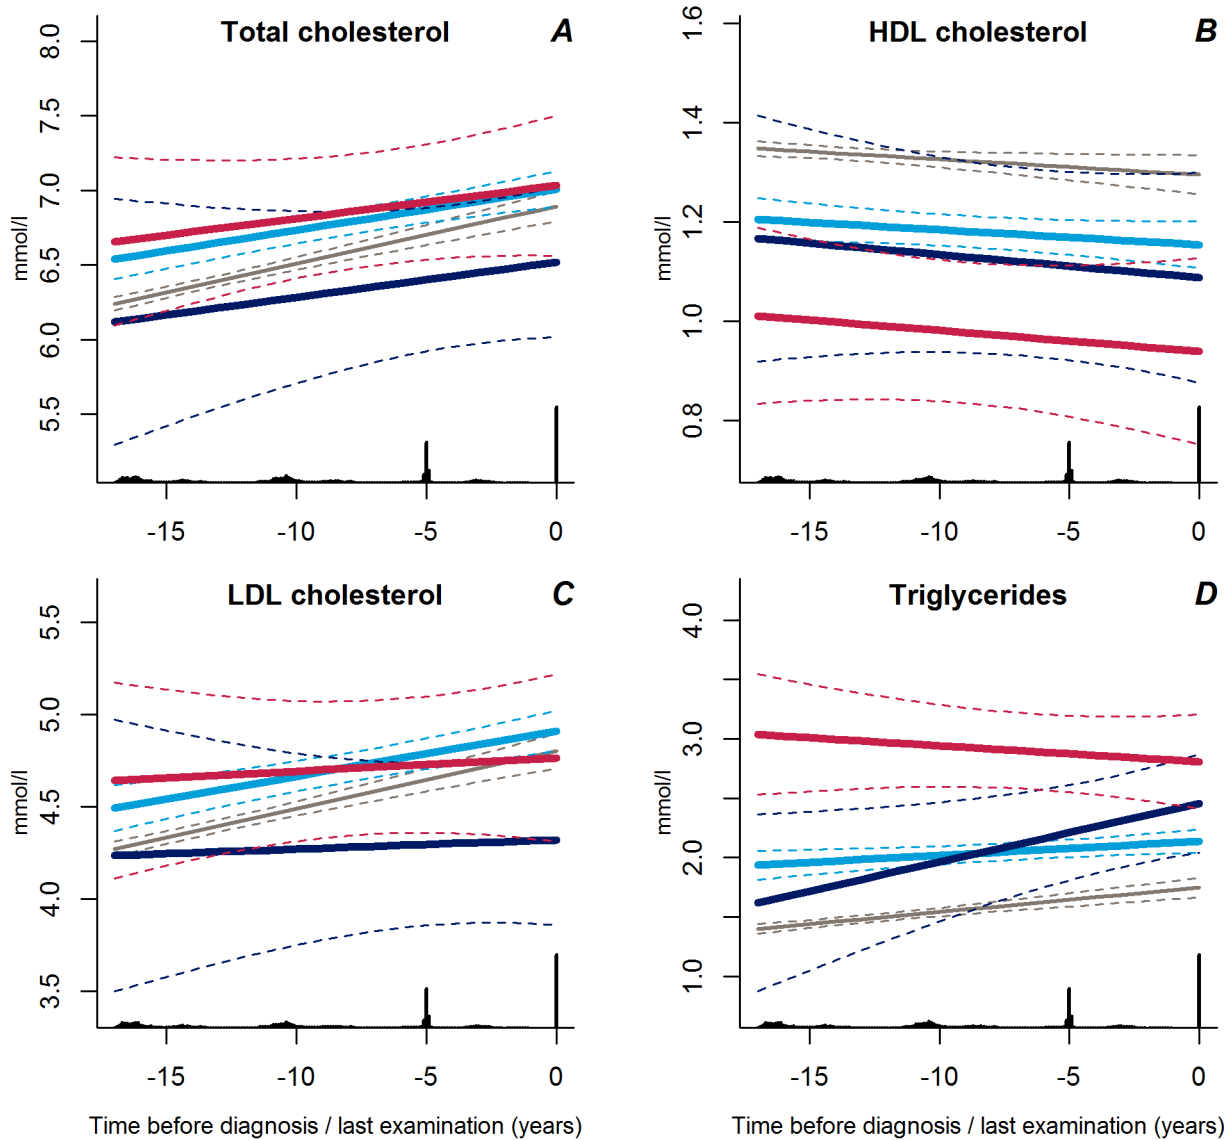 Total cholesterol A
mmol/l
8.0
7.5
7.0
6.5
6.0
5.5
-15 -10 -5 0
HDL cholesterol B
mmol/l
1.6
1.4
1.2
1.0
0.8
-15 -10 -5 0
LDL cholesterol C
mmol/l
5.5
5.0
4.5
4.0
3.5
-15 -10 -5 0
Time before diagnosis / last examination (years)
Triglycerides D
mmol/l
4.0
3.0
2.0
1.0
-15 -10 -5 0
Time before diagnosis / last examination (years)